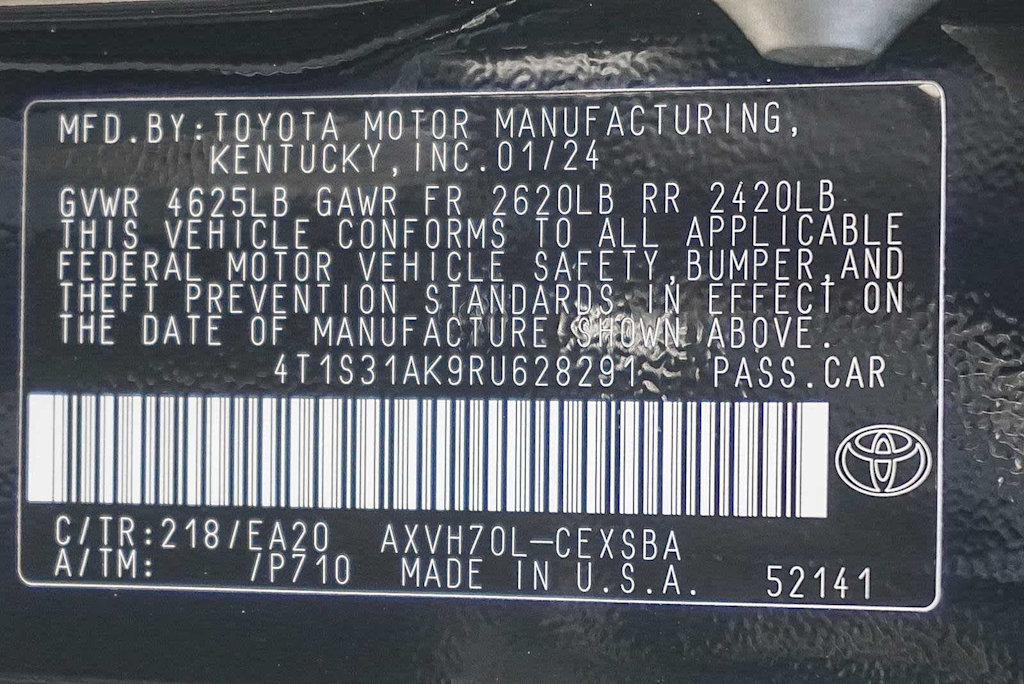 MFD.BY:TOYOTA MOTOR MANUFACTURING,
KENTUCKY,INC.01/24
GVWR 4625LB GAWR FR 2620LB RR 2420LB
THIS VEHICLE CONFORMS TO ALL APPLICABLE
FEDERAL MOTOR VEHICLE SAFETY,BUMPER,AND
THEFT PREVENTION STANDARDS IN EFFECT ON
THE DATE OF MANUFACTURE SHOWN ABOVE.
4T1S31AK9RU628291 PASS.CAR
C/TR:218/EA20 AXVH70L-CEXSBA
A/TM: /P710 MADE IN U.S.A. 52141